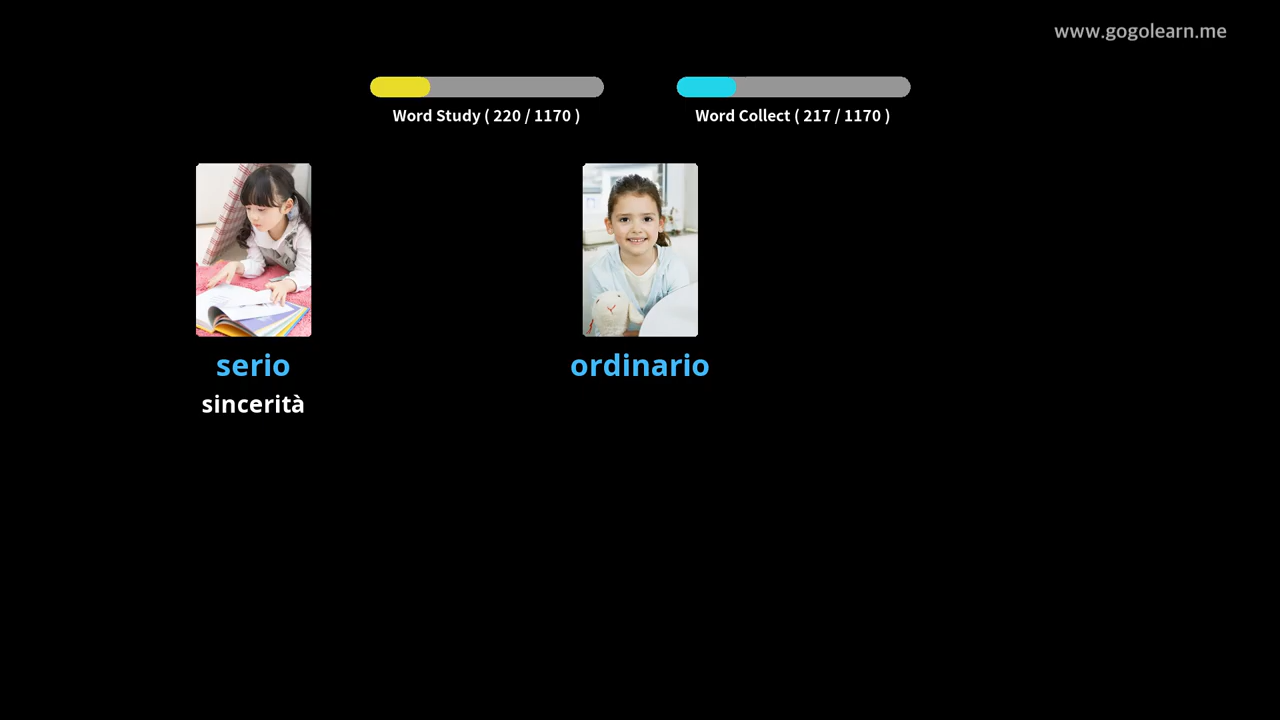 www.gogolearn.me
Word Study ( 220 / 1170 )
Word Collect ( 217 / 1170 )
serio
sincerità
ordinario